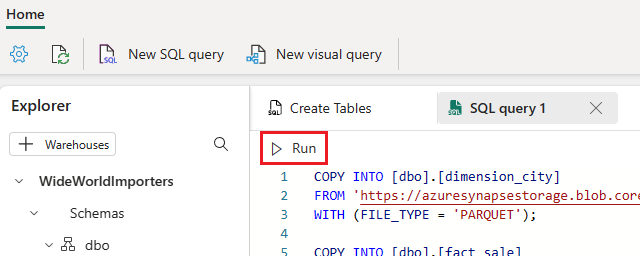 Home
New SQL query New visual query
Explorer
+ Warehouses
WideWorldImporters
Schemas
dbo
Create Tables SQL query 1
Run
1 COPY INTO [dbo].[dimension_city]
2 FROM 'https://azuresynapsestorage.blob.core
3 WITH (FILE_TYPE = 'PARQUET');
4
5 COPY INTO [dbo].[fact_sale]